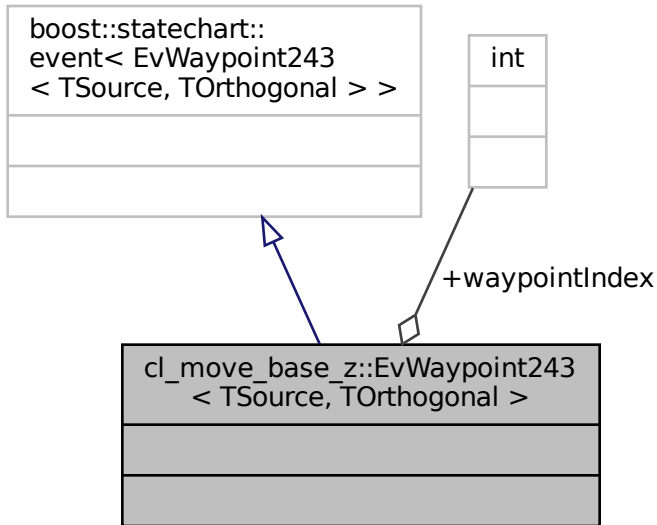 boost::statechart::
event< EvWaypoint243
< TSource, TOrthogonal > >
int
+waypointIndex
cl_move_base_z::EvWaypoint243
< TSource, TOrthogonal >